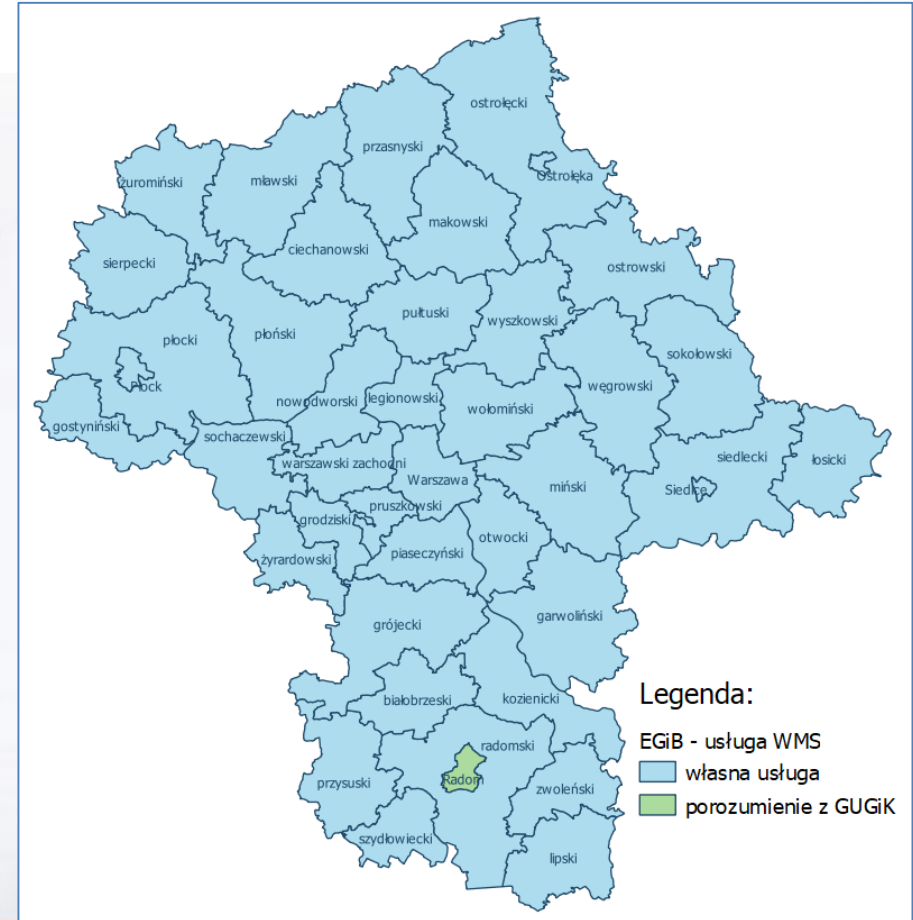 ostrołęcki
przasnyski
Ostrołęka
żuromiński
mławski
makowski
ciechanowski
sierpecki
ostrowski
pułtuski
wyszkowski
płocki
płoński
sokołowski
Płock
węgrowski
nowodworski
legionowski
wołomiński
gostyniński
sochaczewski
siedlecki
łosicki
warszawski zachodni
Warszawa
miński
Siedlce
pruszkowski
grodziski
otwocki
piaseczyński
żyrardowski
garwoliński
grójecki
białobrzeski
kozienicki
Legenda:
EGiB - usługa WMS
radomski
własna usługa
Radom
przysuski
zwoleński
porozumienie z GUGiK
szydłowiecki
lipski